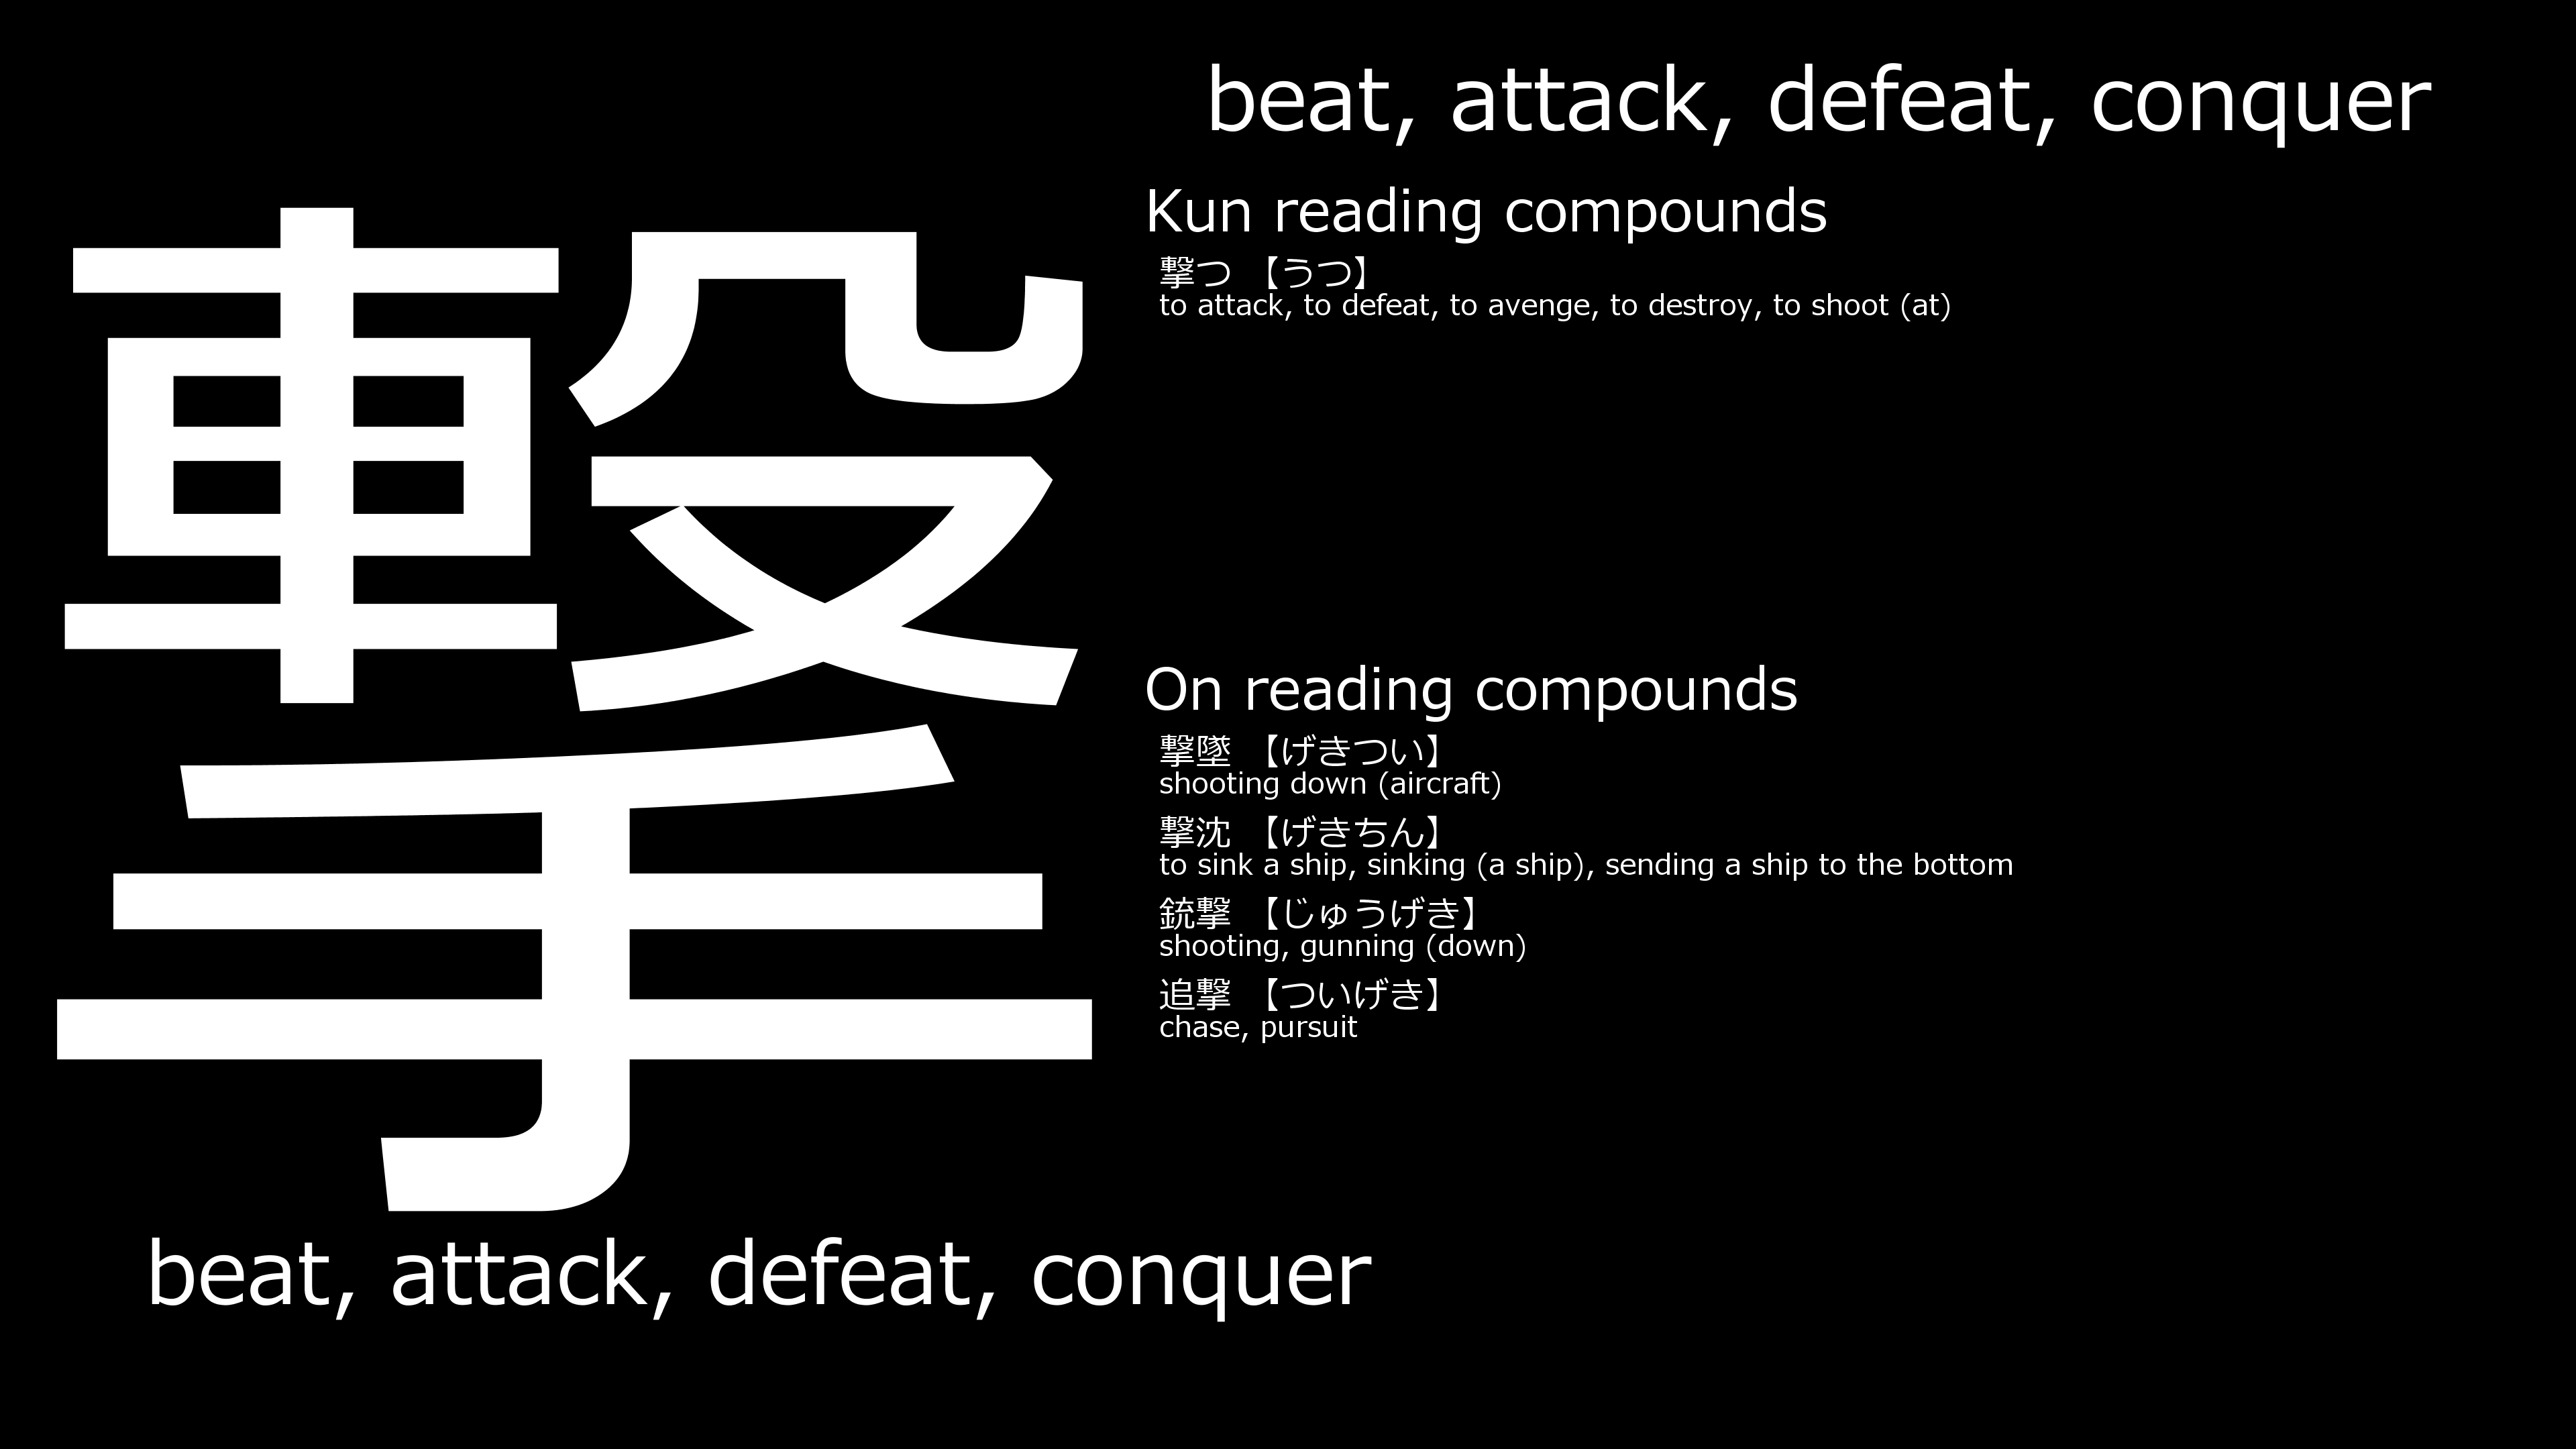 撃
beat, attack, defeat, conquer
beat, attack, defeat, conquer
Kun reading compounds
撃つ 【うつ】
to attack, to defeat, to avenge, to destroy, to shoot (at)
On reading compounds
撃墜 【げきつい】
shooting down (aircraft)
撃沈 【げきちん】
to sink a ship, sinking (a ship), sending a ship to the bottom
銃撃 【じゅうげき】
shooting, gunning (down)
追撃 【ついげき】
chase, pursuit